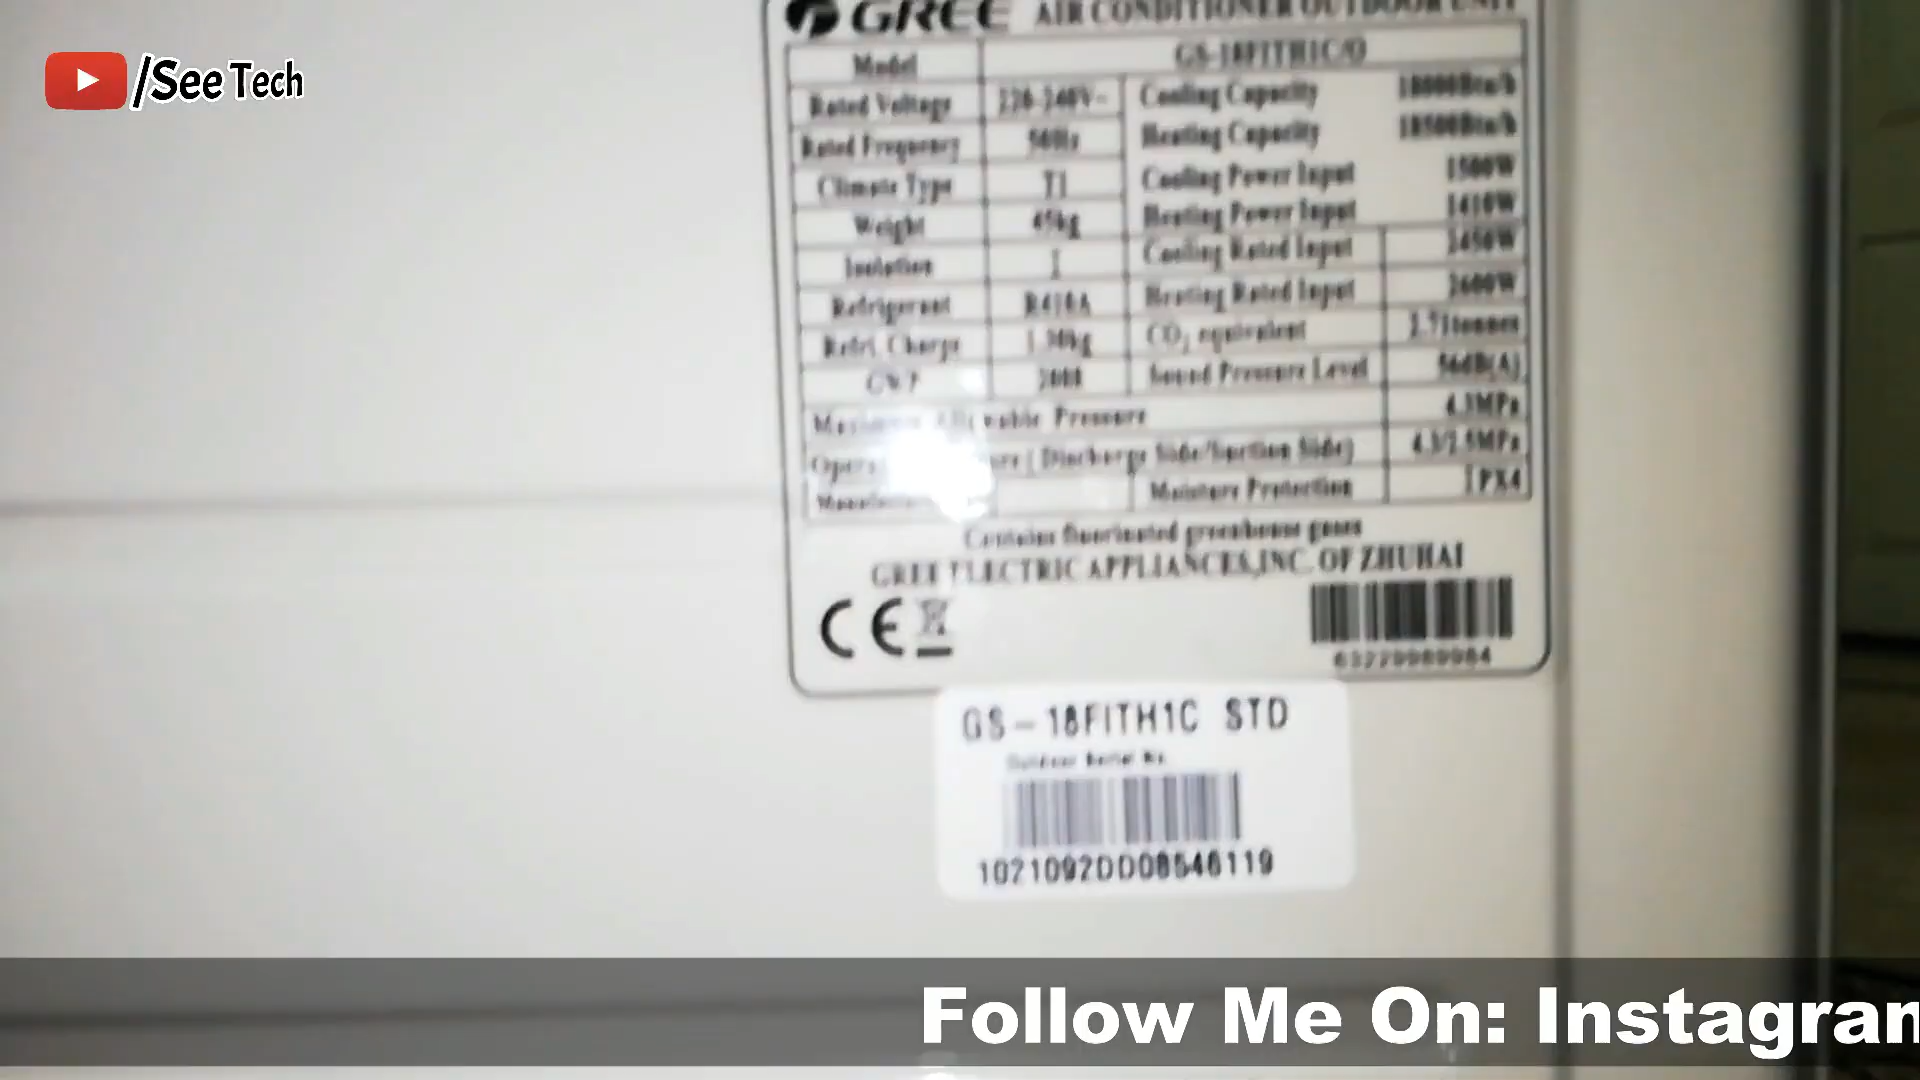 /See Tech
GREE AIR CONDITIONER OUTDOOR UNIT
Model GS-18FITH1C/O
Rated Voltage 220-240V~ Cooling Capacity 18000Btu/h
Rated Frequency 50Hz Heating Capacity 18500Btu/h
Climate Type T1 Cooling Power Input 1500W
Weight 45kg Heating Power Input 1410W
Isolation I Cooling Rated Input 2450W
Refrigerant R410A Heating Rated Input 2600W
Refri. Charge 1.30kg CO₂ equivalent 2.71tonnes
GWP 2088 Sound Pressure Level 56dB(A)
Maximum Allowable Pressure 4.3MPa
(Discharge Side/Suction Side) 4.3/2.5MPa
Moisture Protection IPX4
Contains fluorinated greenhouse gases
GREE ELECTRIC APPLIANCES,INC. OF ZHUHAI
CE
GS-18FITH1C STD
Outdoor Serial No.
Follow Me On: Instagram